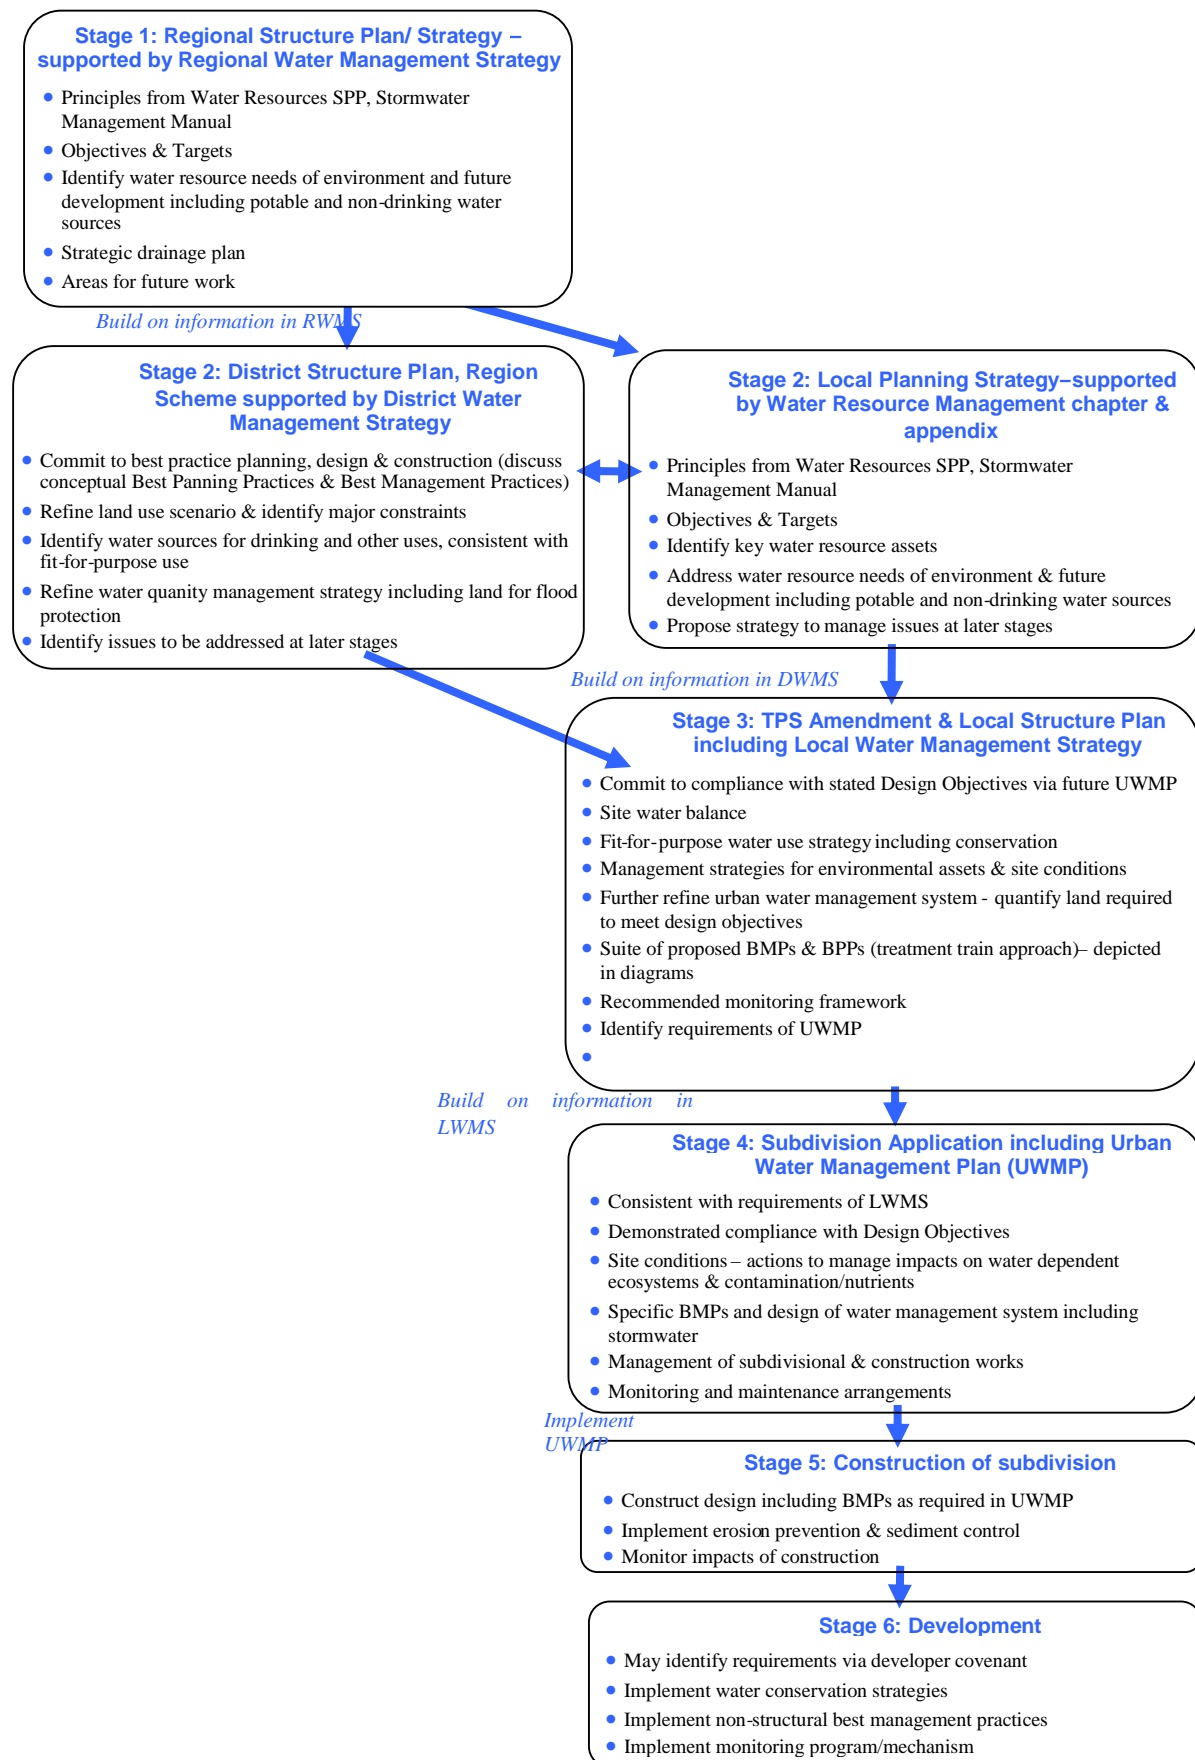 Stage 1: Regional Structure Plan/ Strategy –
supported by Regional Water Management Strategy
• Principles from Water Resources SPP, Stormwater
Management Manual
• Objectives & Targets
• Identify water resource needs of environment and future
development including potable and non-drinking water
sources
• Strategic drainage plan
• Areas for future work
Build on information in RWMS
Stage 2: District Structure Plan, Region
Scheme supported by District Water
Management Strategy
• Commit to best practice planning, design & construction (discuss
conceptual Best Panning Practices & Best Management Practices)
• Refine land use scenario & identify major constraints
• Identify water sources for drinking and other uses, consistent with
fit-for-purpose use
• Refine water quanity management strategy including land for flood
protection
• Identify issues to be addressed at later stages
Stage 2: Local Planning Strategy–supported
by Water Resource Management chapter &
appendix
• Principles from Water Resources SPP, Stormwater
Management Manual
• Objectives & Targets
• Identify key water resource assets
• Address water resource needs of environment & future
development including potable and non-drinking water sources
• Propose strategy to manage issues at later stages
Build on information in DWMS
Stage 3: TPS Amendment & Local Structure Plan
including Local Water Management Strategy
• Commit to compliance with stated Design Objectives via future UWMP
• Site water balance
• Fit-for-purpose water use strategy including conservation
• Management strategies for environmental assets & site conditions
• Further refine urban water management system - quantify land required
to meet design objectives
• Suite of proposed BMPs & BPPs (treatment train approach)– depicted
in diagrams
• Recommended monitoring framework
• Identify requirements of UWMP
•
Build on information in
LWMS
Stage 4: Subdivision Application including Urban
Water Management Plan (UWMP)
• Consistent with requirements of LWMS
• Demonstrated compliance with Design Objectives
• Site conditions – actions to manage impacts on water dependent
ecosystems & contamination/nutrients
• Specific BMPs and design of water management system including
stormwater
• Management of subdivisional & construction works
• Monitoring and maintenance arrangements
Implement
UWMP
Stage 5: Construction of subdivision
• Construct design including BMPs as required in UWMP
• Implement erosion prevention & sediment control
• Monitor impacts of construction
Stage 6: Development
• May identify requirements via developer covenant
• Implement water conservation strategies
• Implement non-structural best management practices
• Implement monitoring program/mechanism